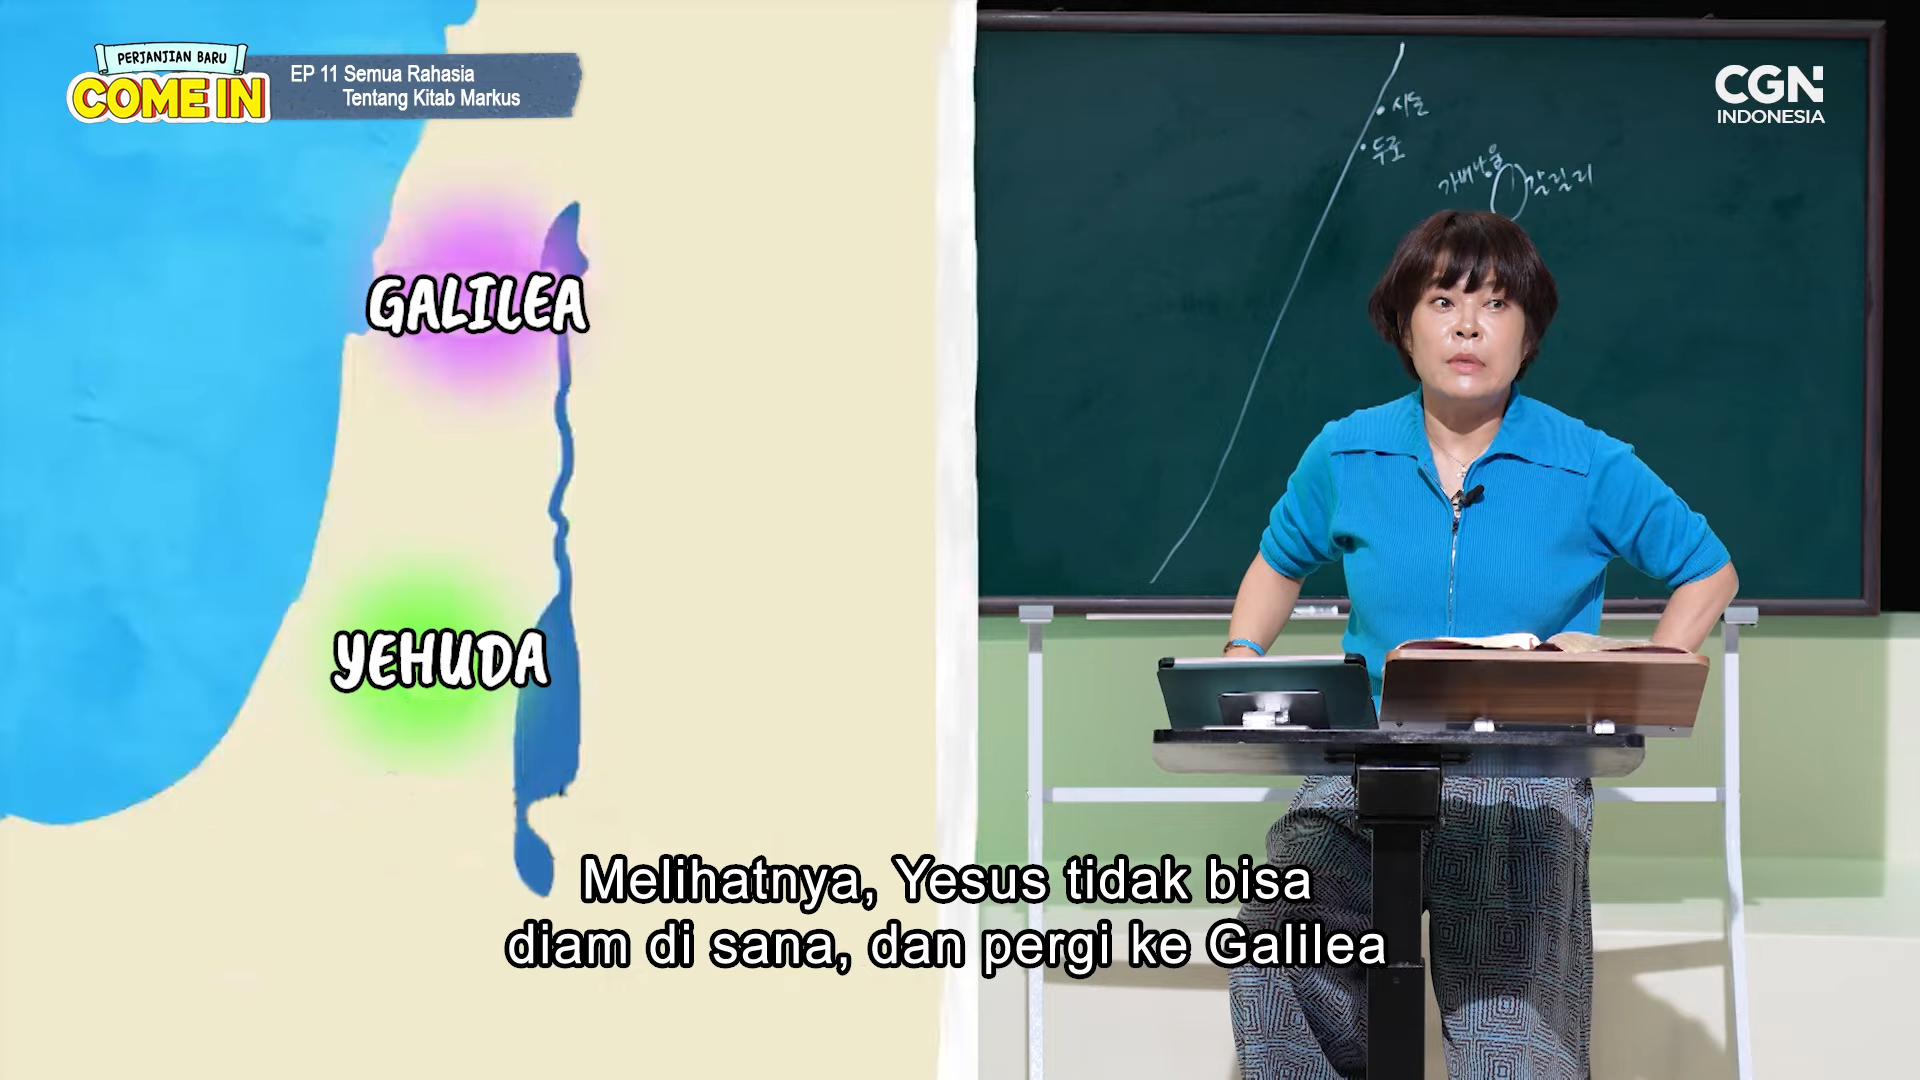 PERJANJIAN BARU
COME IN
EP 11 Semua Rahasia
Tentang Kitab Markus
CGN
INDONESIA
시돈
두로
가버나움
갈릴리
GALILEA
YEHUDA
Melihatnya, Yesus tidak bisa
diam di sana, dan pergi ke Galilea